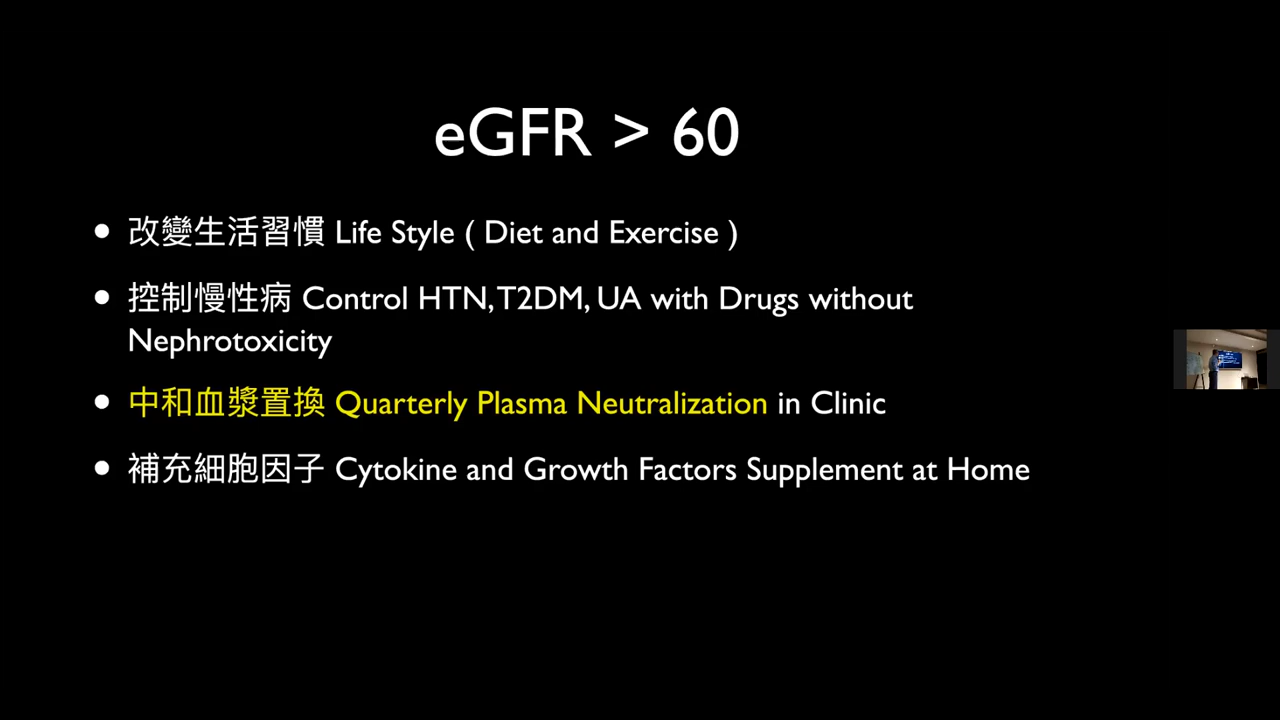 eGFR > 60
• 改變生活習慣 Life Style ( Diet and Exercise )
• 控制慢性病 Control HTN, T2DM, UA with Drugs without
Nephrotoxicity
• 中和血漿置換 Quarterly Plasma Neutralization in Clinic
• 補充細胞因子 Cytokine and Growth Factors Supplement at Home